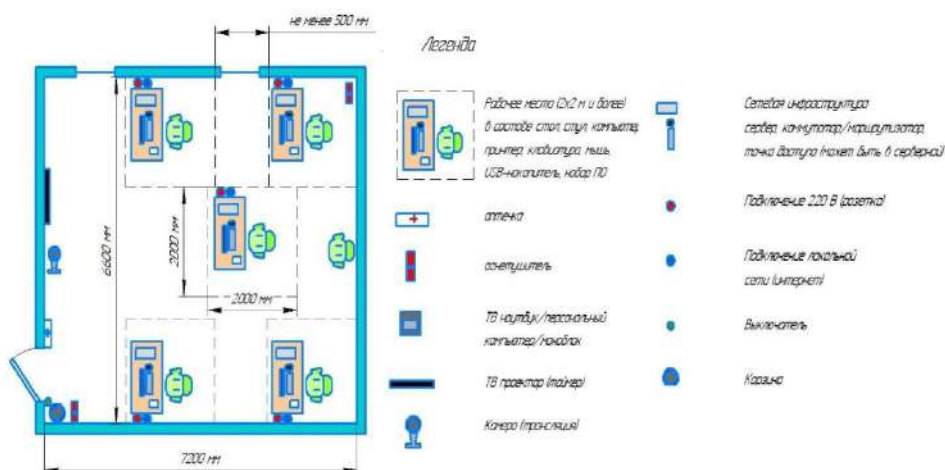 не менее 500 мм
6600 мм
2000 мм
2000 мм
7200 мм
Легенда
Рабочее место (2х2 м и более)
в составе: стол, стул, компьютер,
принтер, клавиатура, мышь,
USB-накопитель, набор ПО
аптечка
огнетушитель
ТВ ноутбук/персональный
компьютер/моноблок
ТВ проектор (таймер)
Камера (трансляция)
Сетевая инфраструктура
сервер, коммутатор/маршрутизатор,
точка доступа (может быть в серверной)
Подключение 220 В (розетка)
Подключение локальной
сети (интернет)
Выключатель
Корзина